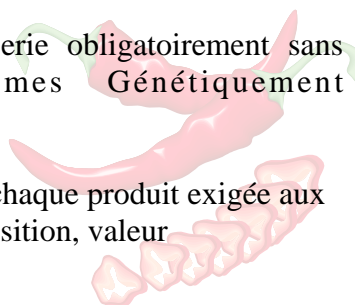 erie obligatoirement sans
mes Génétiquement
chaque produit exigée aux
sition, valeur